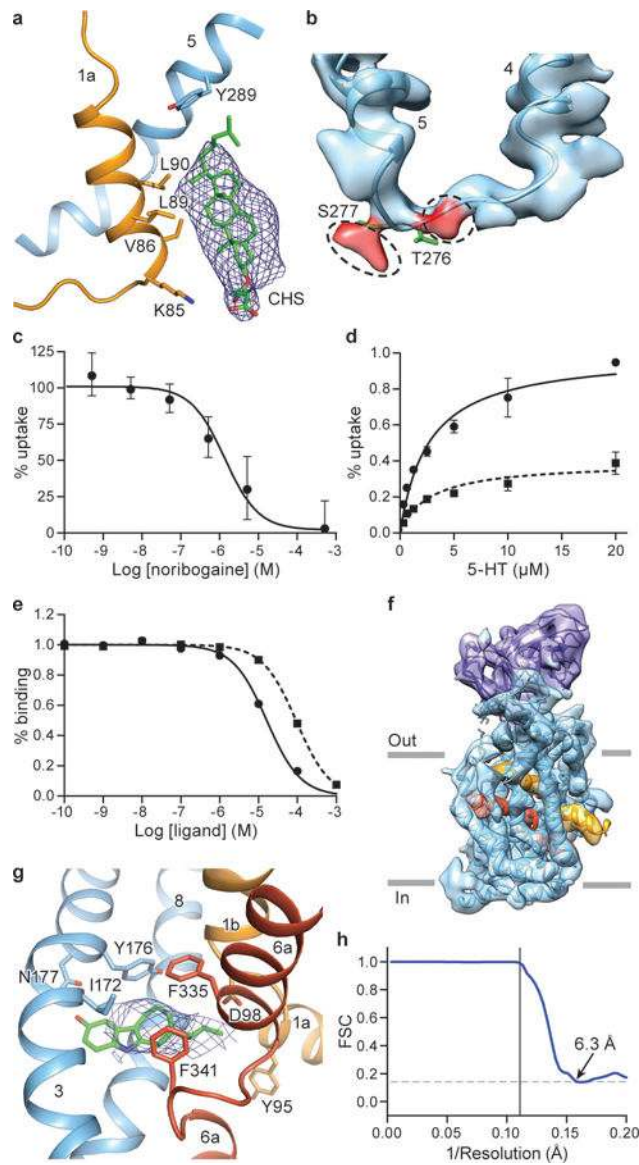 a
5
1a
Y289
L90
L89
V86
K85
CHS
b
4
5
S277
T276
c
125
100
75
50
25
0
% uptake
-10 -9 -8 -7 -6 -5 -4 -3
Log [noribogaine] (M)
d
1.0
0.8
0.6
0.4
0.2
0
% uptake
0 5 10 15 20
5-HT (µM)
e
1.0
0.8
0.6
0.4
0.2
0.0
% binding
-10 -9 -8 -7 -6 -5 -4 -3
Log [ligand] (M)
f
Out
In
g
8
1b
6a
Y176
N177
I172
F335
D98
1a
F341
Y95
3
6a
h
1.0
0.8
0.6
0.4
0.2
0.0
FSC
6.3 Å
0.00 0.05 0.10 0.15 0.20
1/Resolution (Å)